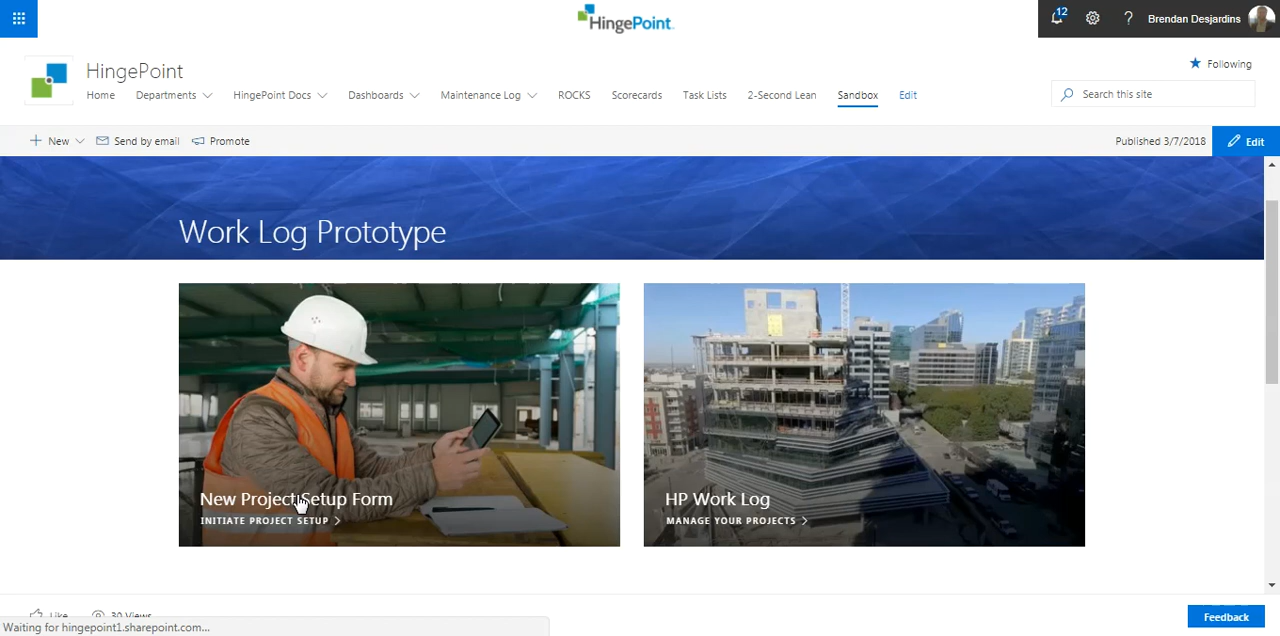 HingePoint.
12
Brendan Desjardins
HingePoint
Following
Home Departments HingePoint Docs Dashboards Maintenance Log ROCKS Scorecards Task Lists 2-Second Lean Sandbox Edit
Search this site
New Send by email Promote
Published 3/7/2018
Edit
Work Log Prototype
New Project Setup Form
INITIATE PROJECT SETUP
HP Work Log
MANAGE YOUR PROJECTS
Like 30 Views
Feedback
Waiting for hingepoint1.sharepoint.com...